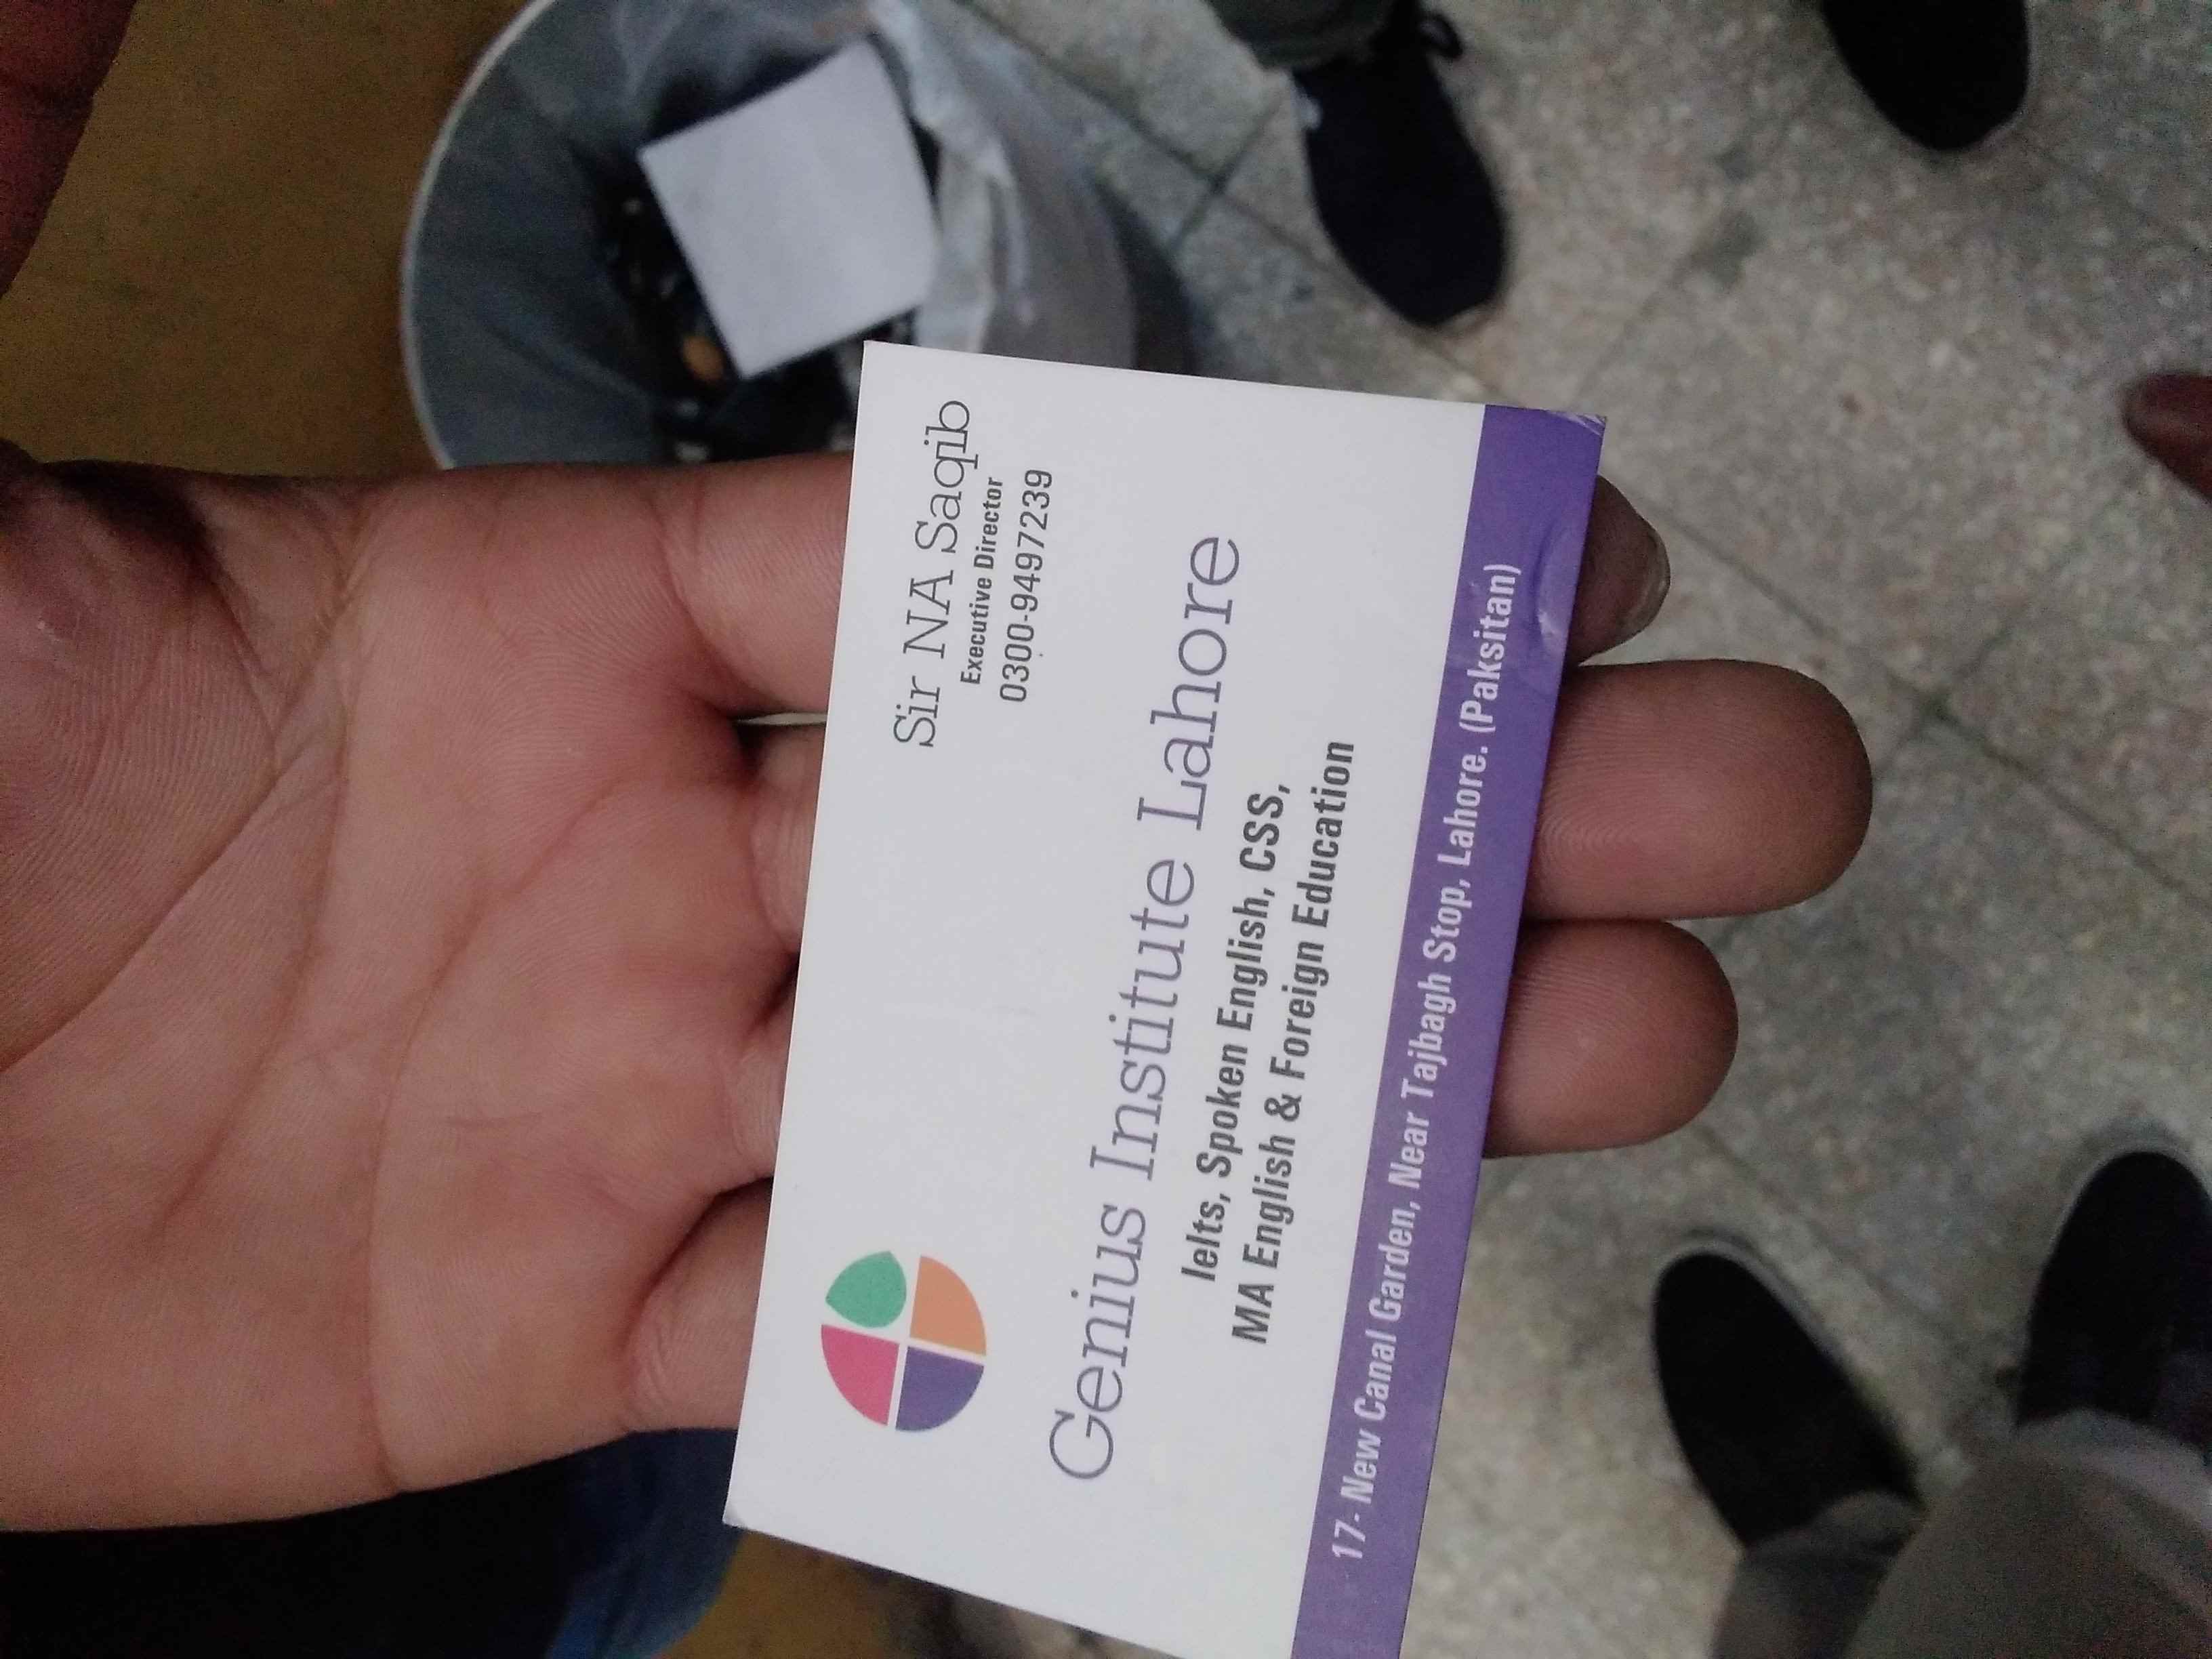 Sir NA Saqib
Executive Director
0300-9497239
Genius Institute Lahore
Ielts, Spoken English, CSS,
MA English & Foreign Education
17- New Canal Garden, Near Tajbagh Stop, Lahore. (Paksitan)